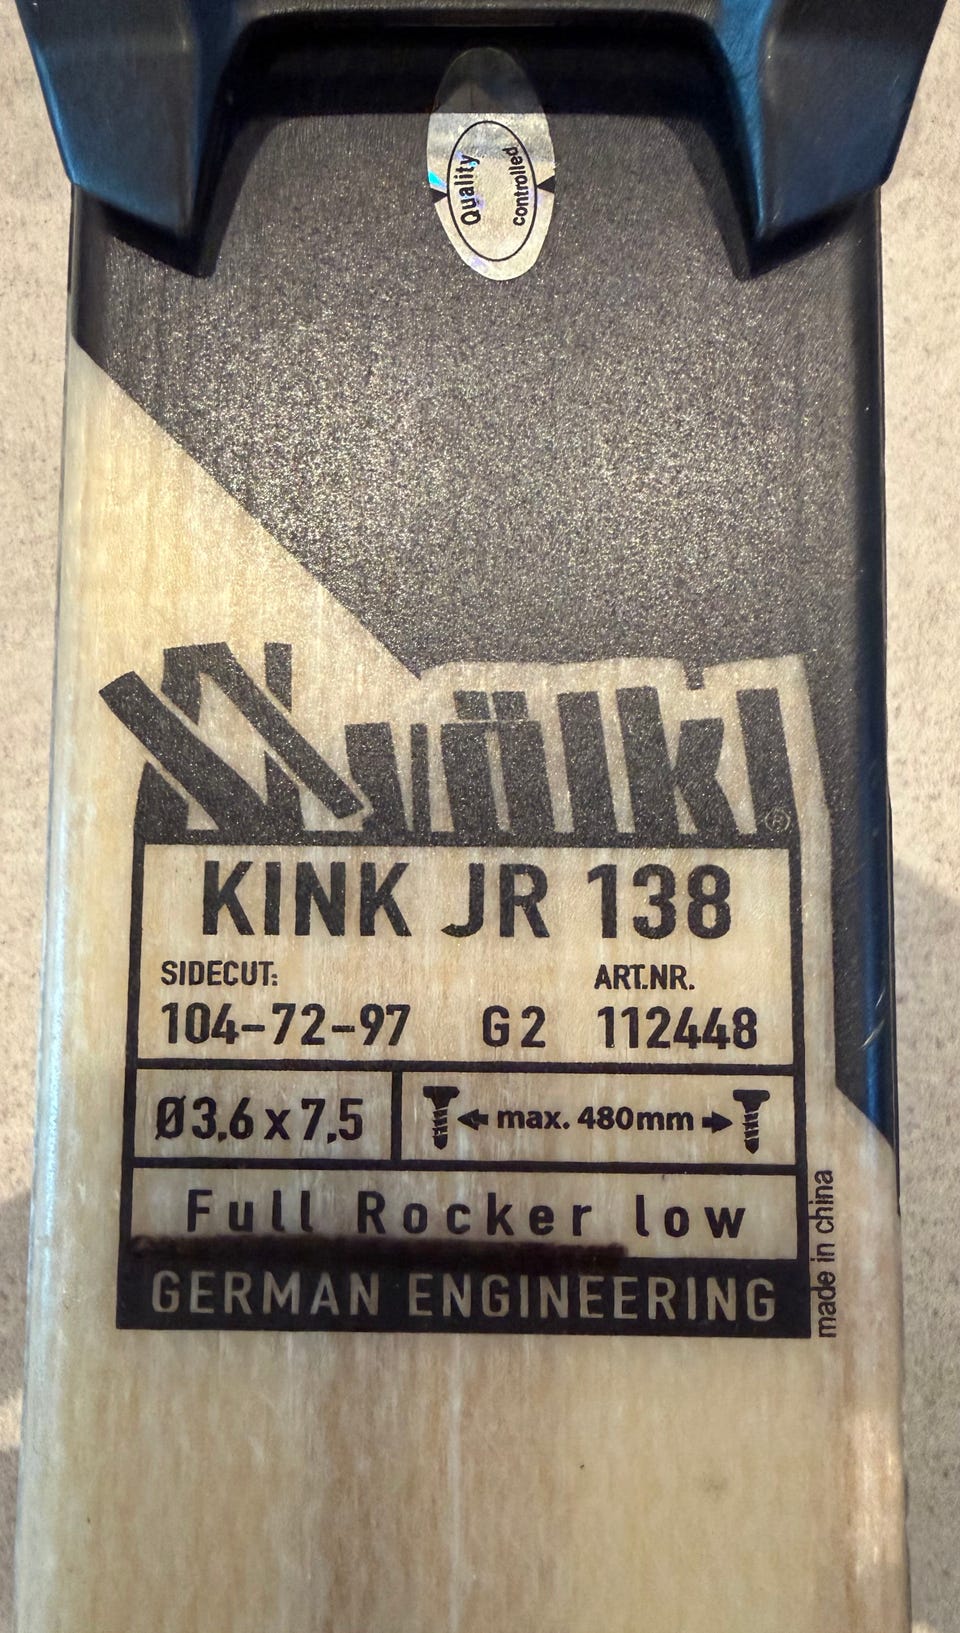 Quality
controlled
Völkl®
KINK JR 138
SIDECUT: ART.NR.
104-72-97 G2 112448
Ø3,6x7,5 max. 480mm
Full Rocker low
GERMAN ENGINEERING
made in china